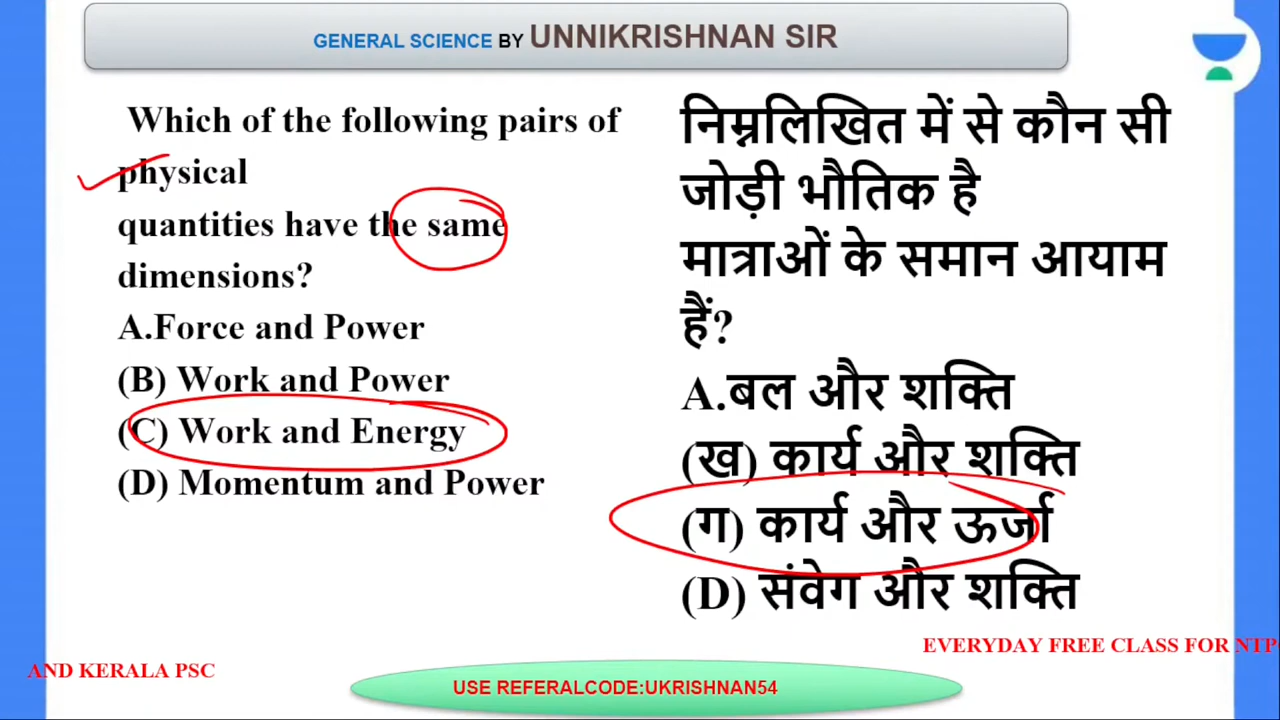 GENERAL SCIENCE BY UNNIKRISHNAN SIR
Which of the following pairs of
physical
quantities have the same
dimensions?
A.Force and Power
(B) Work and Power
(C) Work and Energy
(D) Momentum and Power
निम्नलिखित में से कौन सी
जोड़ी भौतिक है
मात्राओं के समान आयाम
हैं?
A.बल और शक्ति
(ख) कार्य और शक्ति
(ग) कार्य और ऊर्जा
(D) संवेग और शक्ति
EVERYDAY FREE CLASS FOR NTP
AND KERALA PSC
USE REFERALCODE:UKRISHNAN54